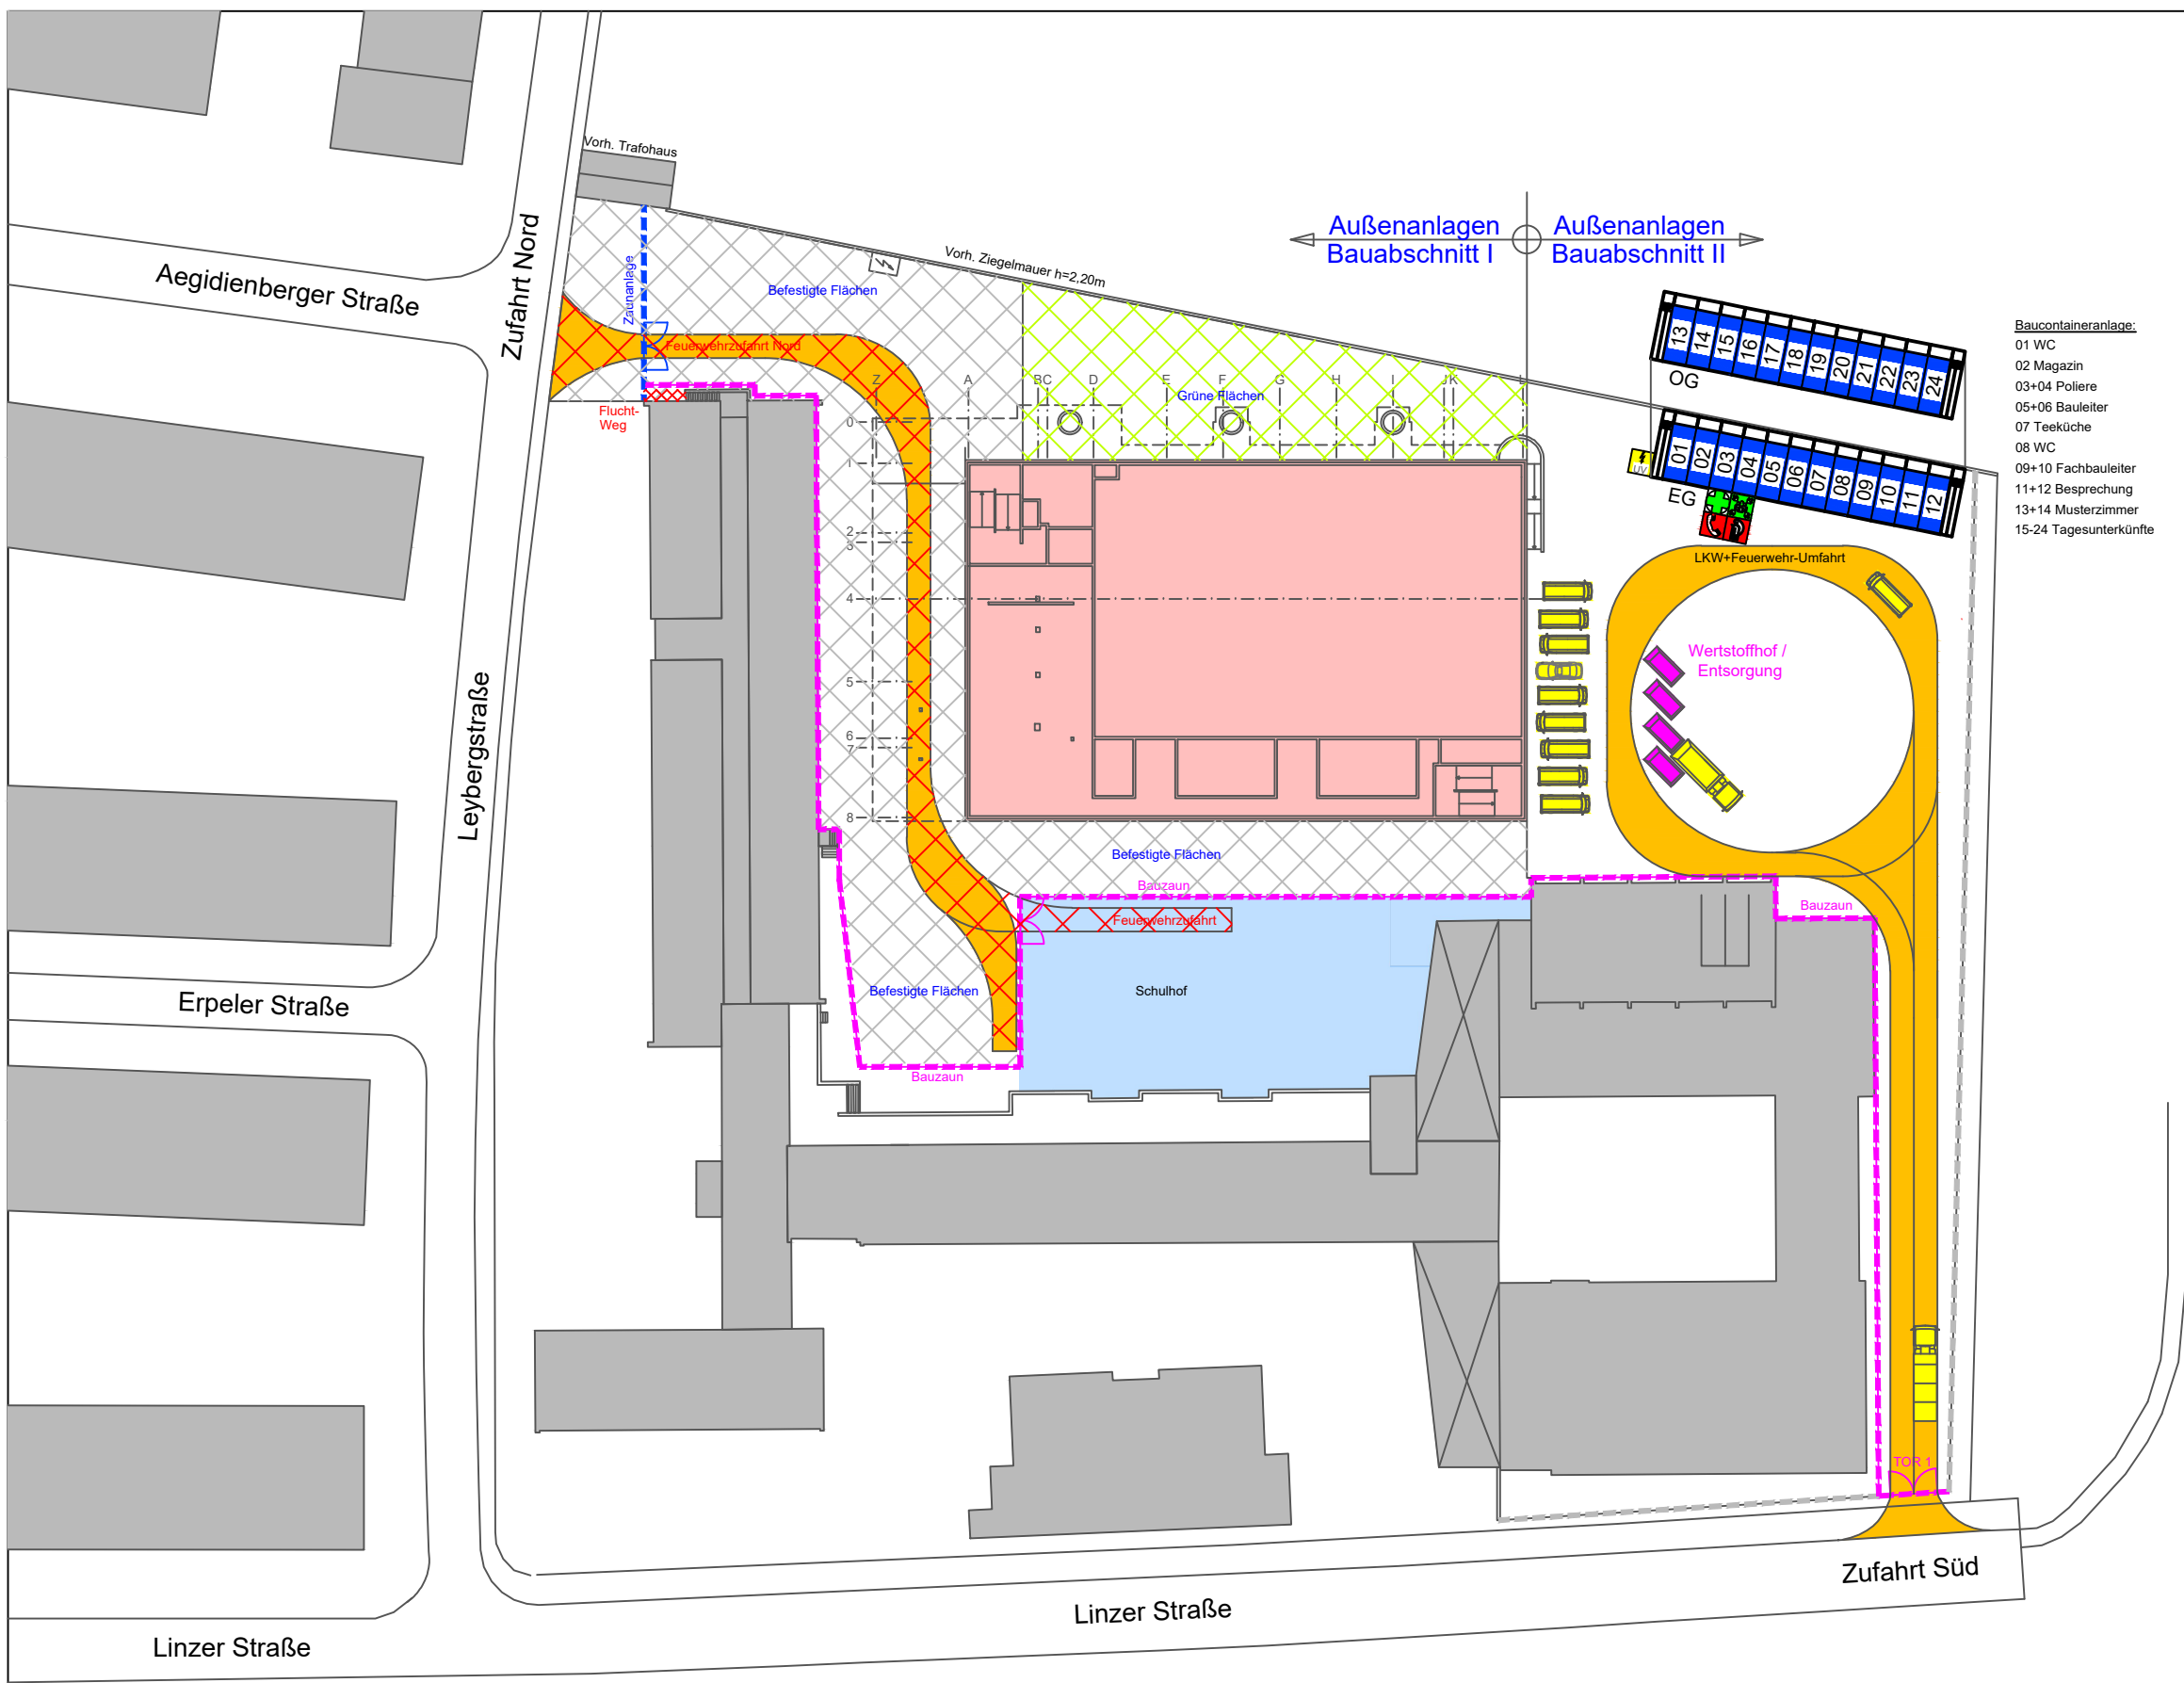 Vorh. Trafohaus
Aegidienberger Straße
Zufahrt Nord
Zaunanlage
Befestigte Flächen
Vorh. Ziegelmauer h=2,20m
Außenanlagen
Bauabschnitt I
Außenanlagen
Bauabschnitt II
Feuerwehrzufahrt Nord
Flucht-
Weg
Z A B C D E F G H I J K L
Grüne Flächen
0
1
2
3
4
5
6
7
8
13 14 15 16 17 18 19 20 21 22 23 24
OG
01 02 03 04 05 06 07 08 09 10 11 12
EG
UV
Baucontaineranlage:
01 WC
02 Magazin
03+04 Poliere
05+06 Bauleiter
07 Teeküche
08 WC
09+10 Fachbauleiter
11+12 Besprechung
13+14 Musterzimmer
15-24 Tagesunterkünfte
LKW+Feuerwehr-Umfahrt
Wertstoffhof /
Entsorgung
Leybergstraße
Befestigte Flächen
Bauzaun
Feuerwehrzufahrt
Bauzaun
Befestigte Flächen
Schulhof
Bauzaun
Erpeler Straße
TOR 1
Zufahrt Süd
Linzer Straße
Linzer Straße